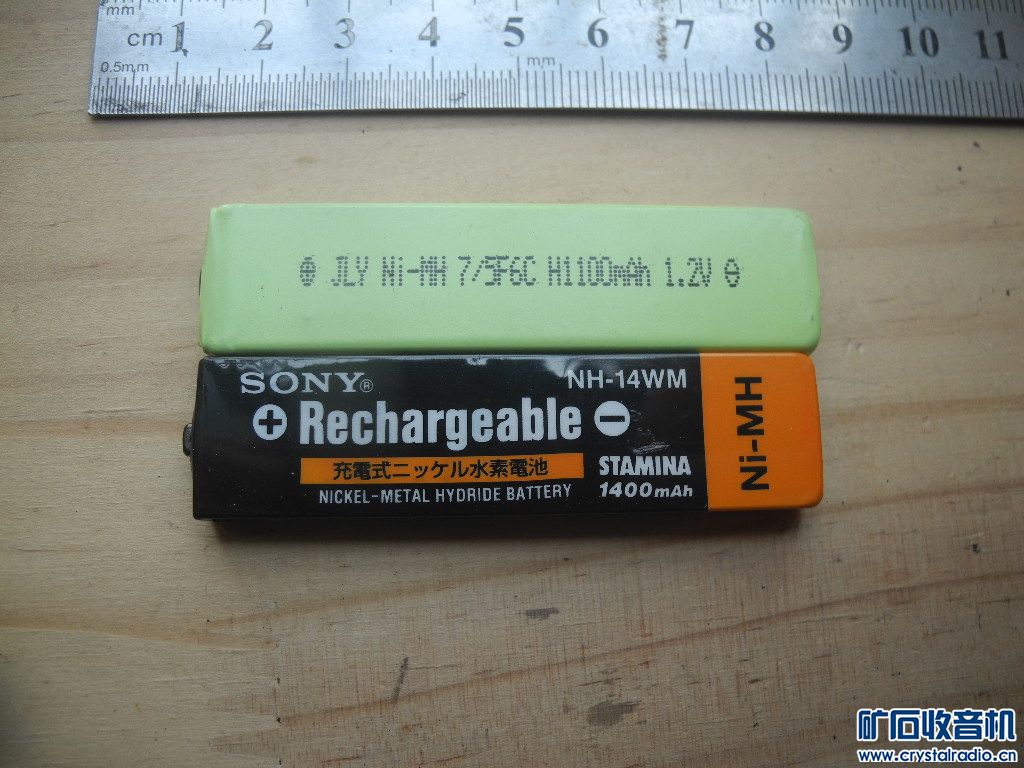 mm
cm 1 2 3 4 5 6 7 8 9 10 11
0.5mm
mm
JLY Ni-MH 7/5F6C H1100mAh 1.2V
SONY® NH-14WM
+ Rechargeable −
充電式ニッケル水素電池 STAMINA
NICKEL-METAL HYDRIDE BATTERY 1400mAh
Ni-MH
矿石收音机
www.crystalradio.cn